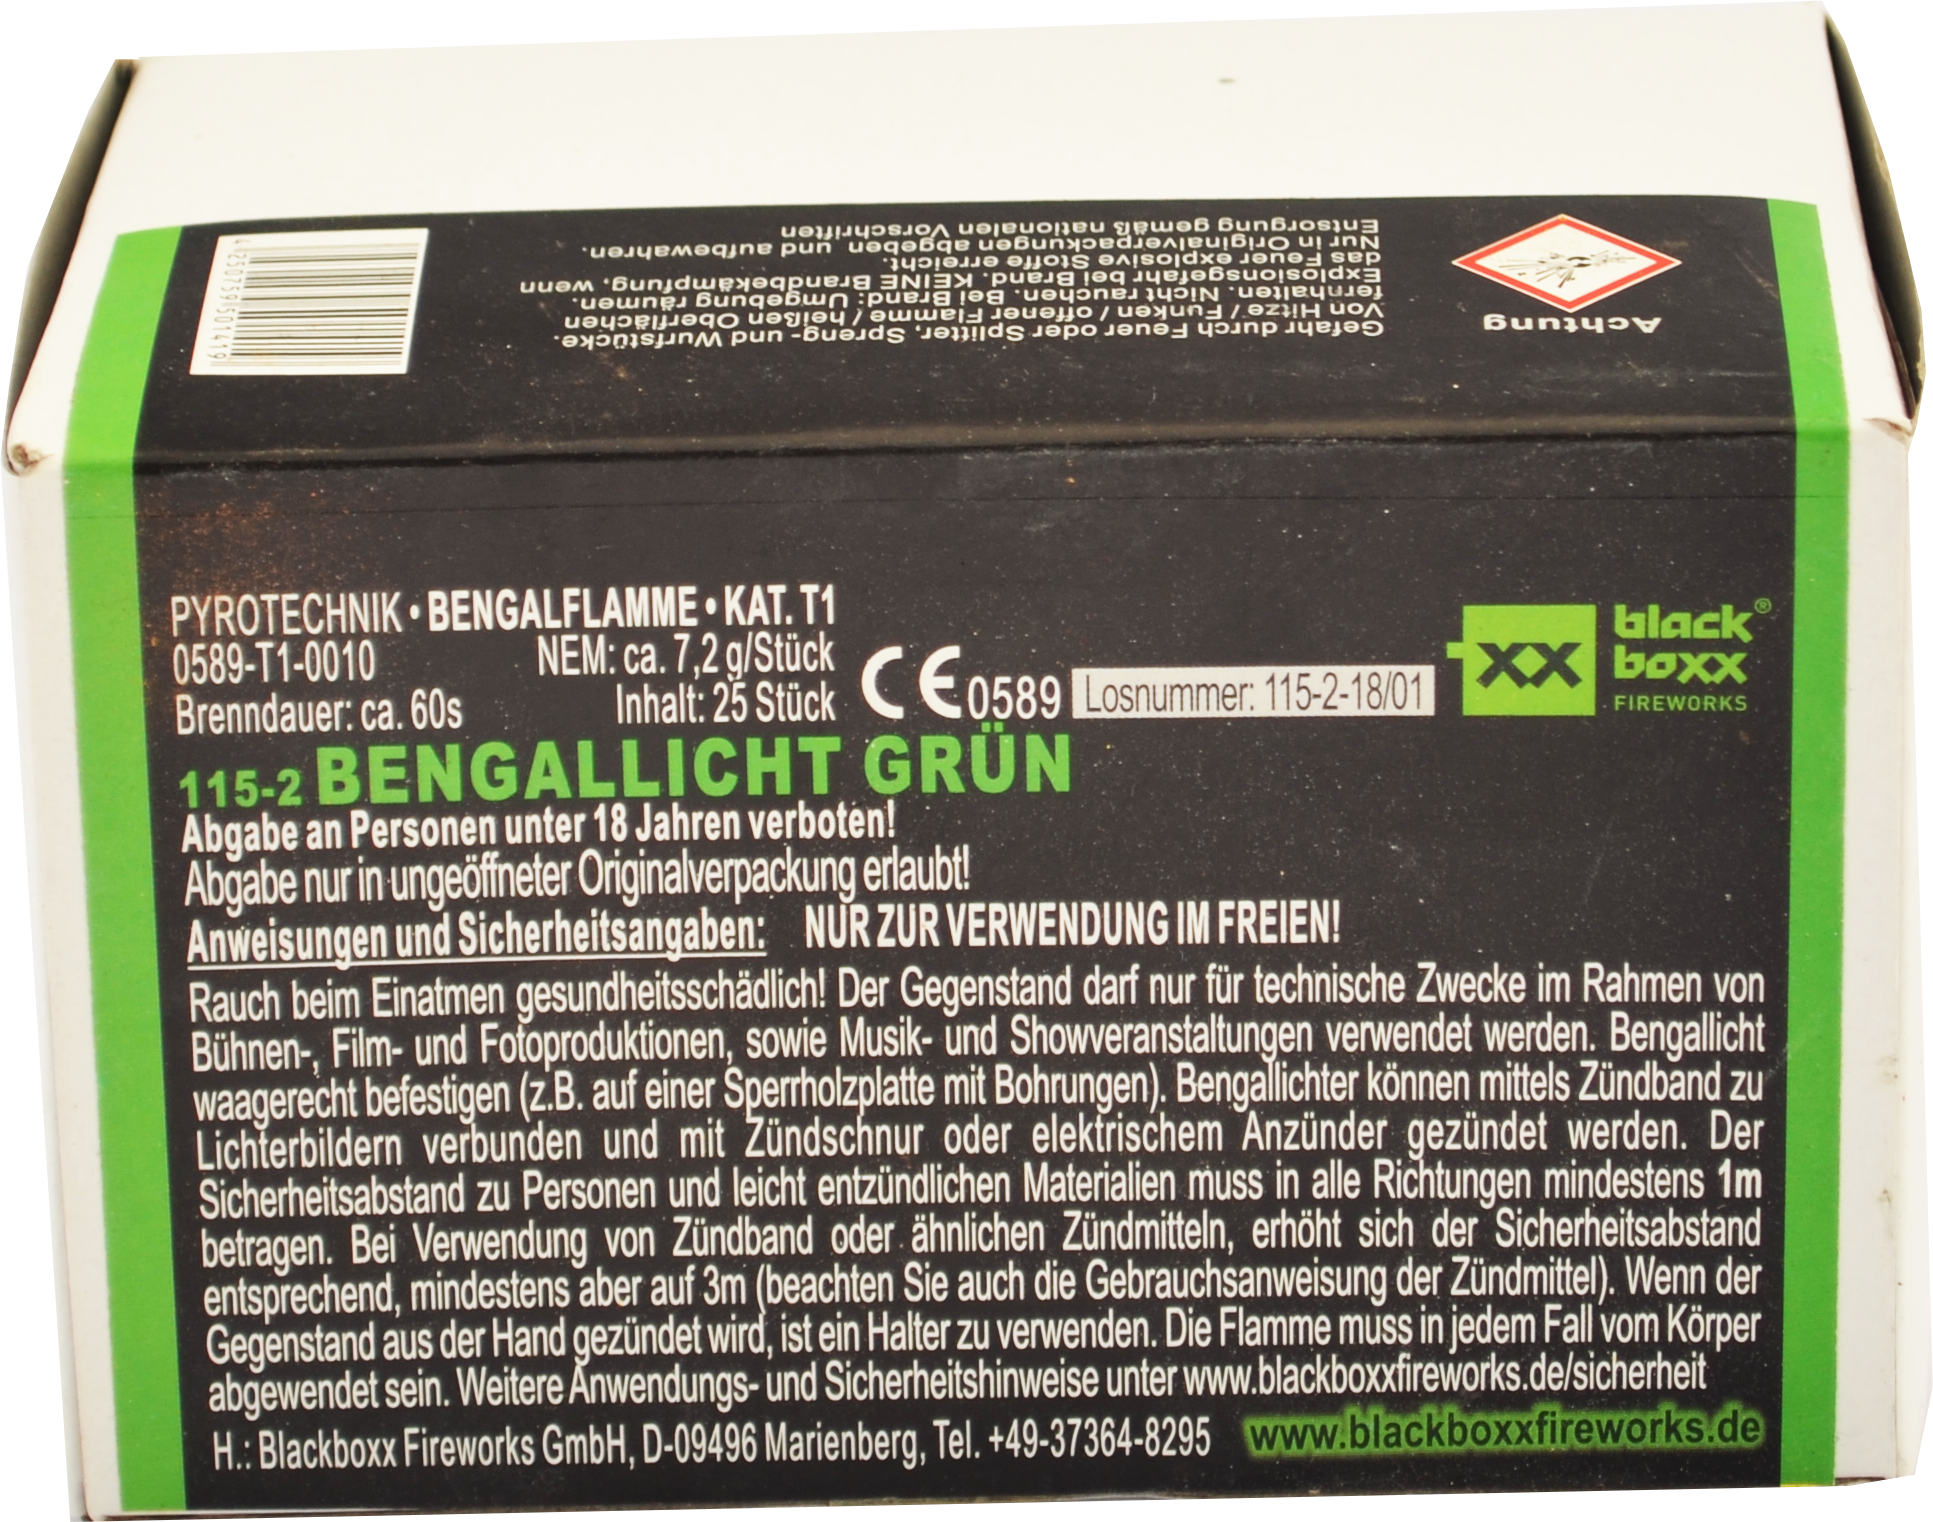 Achtung
Gefahr durch Feuer oder Splitter, Spreng- und Wurfstücke.
Von Hitze / Funken / offener Flamme / heißen Oberflächen
fernhalten. Nicht rauchen. Bei Brand: Umgebung räumen.
Explosionsgefahr bei Brand. KEINE Brandbekämpfung, wenn
das Feuer explosive Stoffe erreicht.
Nur in Originalverpackungen abgeben und aufbewahren.
Entsorgung gemäß nationalen Vorschriften
4250759501419
PYROTECHNIK • BENGALFLAMME • KAT. T1
0589-T1-0010 NEM: ca. 7,2 g/Stück
Brenndauer: ca. 60s Inhalt: 25 Stück
CE 0589
Losnummer: 115-2-18/01
XX
black®
boxx
FIREWORKS
115-2 BENGALLICHT GRÜN
Abgabe an Personen unter 18 Jahren verboten!
Abgabe nur in ungeöffneter Originalverpackung erlaubt!
Anweisungen und Sicherheitsangaben: NUR ZUR VERWENDUNG IM FREIEN!
Rauch beim Einatmen gesundheitsschädlich! Der Gegenstand darf nur für technische Zwecke im Rahmen von
Bühnen-, Film- und Fotoproduktionen, sowie Musik- und Showveranstaltungen verwendet werden. Bengallicht
waagerecht befestigen (z.B. auf einer Sperrholzplatte mit Bohrungen). Bengallichter können mittels Zündband zu
Lichterbildern verbunden und mit Zündschnur oder elektrischem Anzünder gezündet werden. Der
Sicherheitsabstand zu Personen und leicht entzündlichen Materialien muss in alle Richtungen mindestens 1m
betragen. Bei Verwendung von Zündband oder ähnlichen Zündmitteln, erhöht sich der Sicherheitsabstand
entsprechend, mindestens aber auf 3m (beachten Sie auch die Gebrauchsanweisung der Zündmittel). Wenn der
Gegenstand aus der Hand gezündet wird, ist ein Halter zu verwenden. Die Flamme muss in jedem Fall vom Körper
abgewendet sein. Weitere Anwendungs- und Sicherheitshinweise unter www.blackboxxfireworks.de/sicherheit
H.: Blackboxx Fireworks GmbH, D-09496 Marienberg, Tel. +49-37364-8295 www.blackboxxfireworks.de